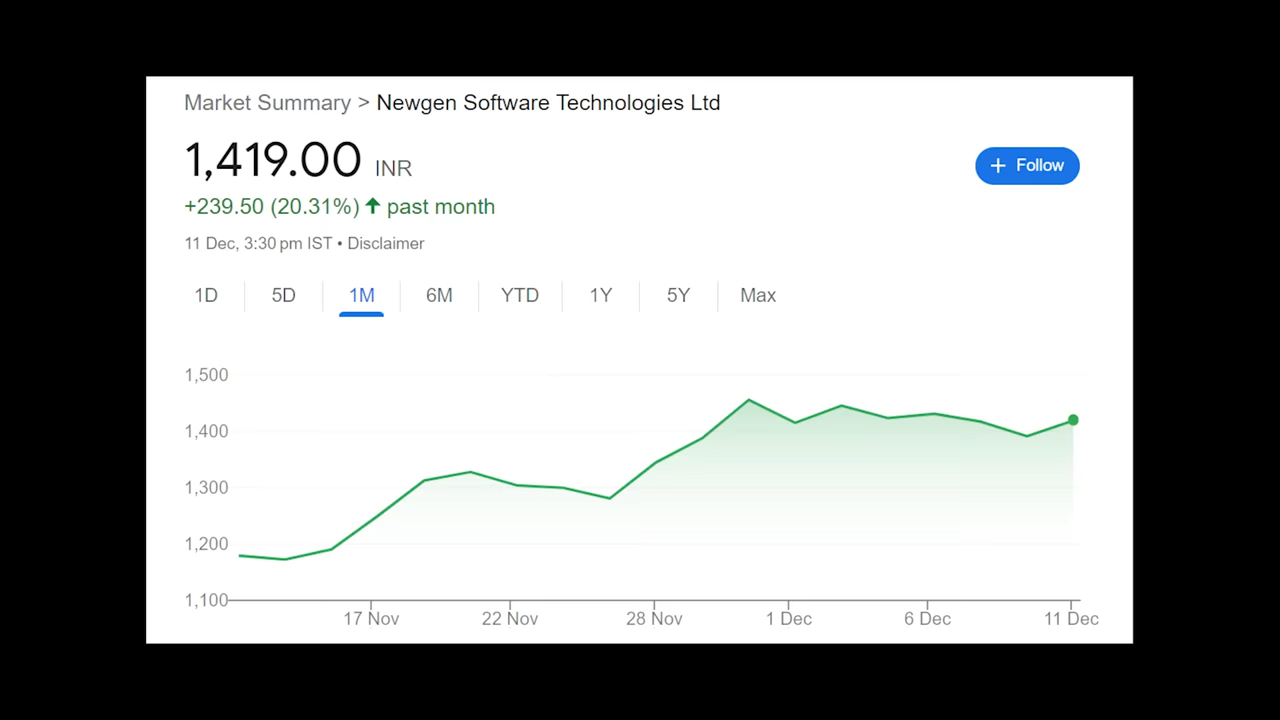 Market Summary > Newgen Software Technologies Ltd
1,419.00 INR
+ Follow
+239.50 (20.31%) ↑ past month
11 Dec, 3:30 pm IST • Disclaimer
1D 5D 1M 6M YTD 1Y 5Y Max
1,500
1,400
1,300
1,200
1,100
17 Nov 22 Nov 28 Nov 1 Dec 6 Dec 11 Dec